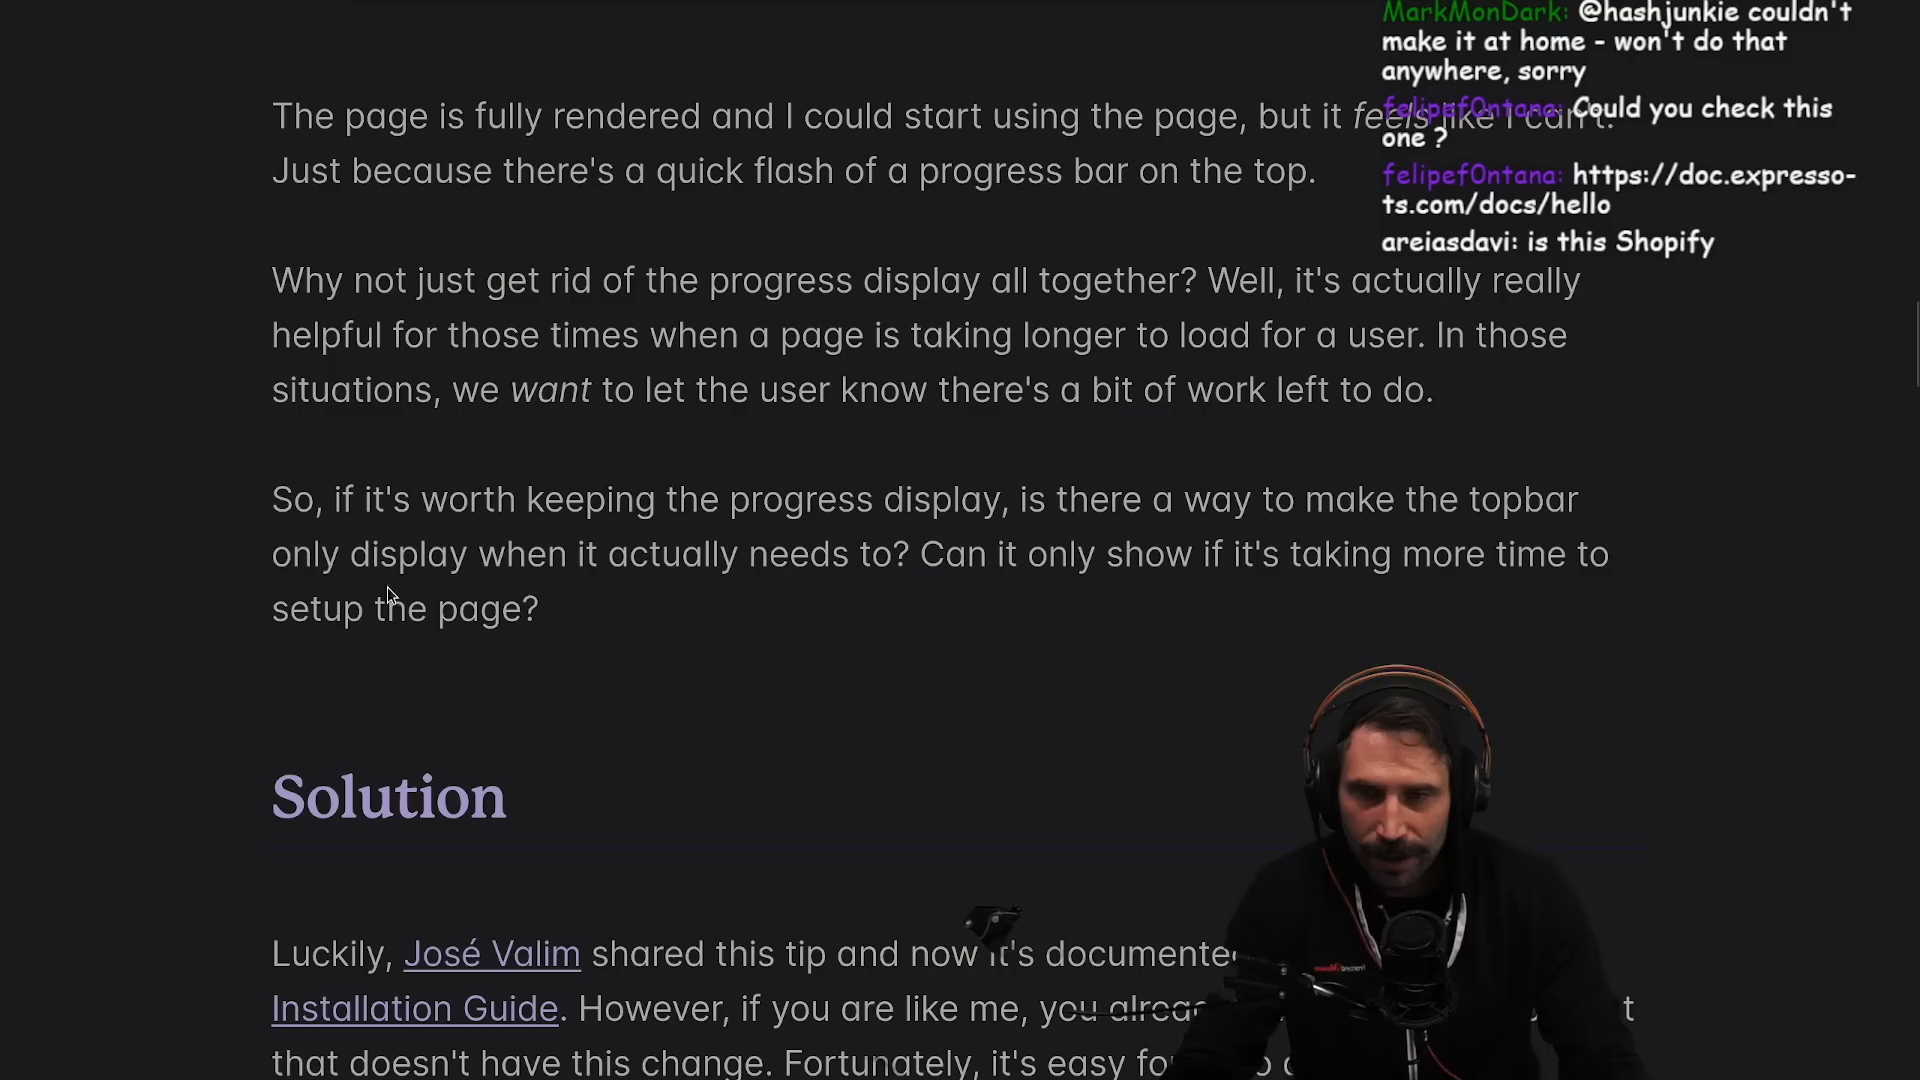 MarkMonDark: @hashjunkie couldn't
make it at home - won't do that
anywhere, sorry
felipef0ntana: Could you check this
one ?
felipef0ntana: https://doc.expresso-
ts.com/docs/hello
areiasdavi: is this Shopify
The page is fully rendered and I could start using the page, but it feels like I can't.
Just because there's a quick flash of a progress bar on the top.
Why not just get rid of the progress display all together? Well, it's actually really
helpful for those times when a page is taking longer to load for a user. In those
situations, we want to let the user know there's a bit of work left to do.
So, if it's worth keeping the progress display, is there a way to make the topbar
only display when it actually needs to? Can it only show if it's taking more time to
setup the page?
Solution
Luckily, José Valim shared this tip and now it's documented
Installation Guide. However, if you are like me, you
that doesn't have this change. Fortunately, it's easy